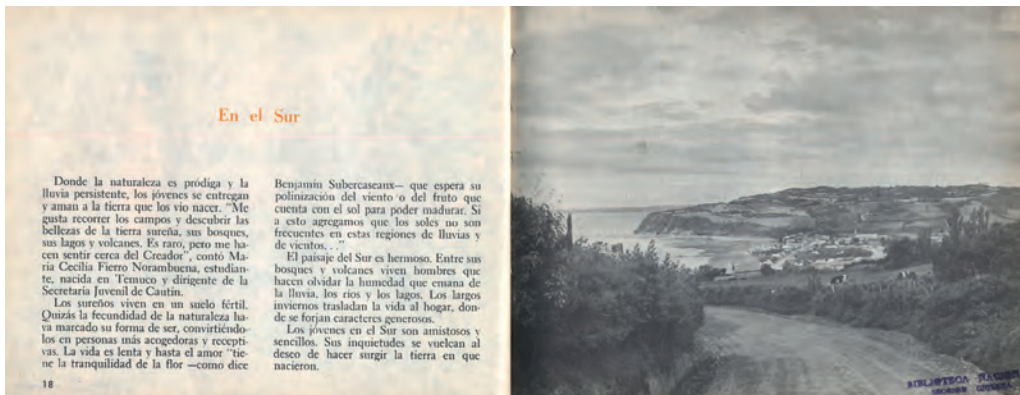 En el Sur
Donde la naturaleza es pródiga y la
lluvia persistente, los jóvenes se entregan
y aman a la tierra que los vio nacer. "Me
gusta recorrer los campos y descubrir las
bellezas de la tierra sureña, sus bosques,
sus lagos y volcanes. Es raro, pero me ha-
cen sentir cerca del Creador", contó Ma-
ría Cecilia Fierro Norambuena, estudian-
te, nacida en Temuco y dirigente de la
Secretaría Juvenil de Cautín.
Los sureños viven en un suelo fértil.
Quizás la fecundidad de la naturaleza ha-
ya marcado su forma de ser, convirtiéndo-
los en personas más acogedoras y recepti-
vas. La vida es lenta y hasta el amor "tie-
ne la tranquilidad de la flor —como dice
18
Benjamín Subercaseaux— que espera su
polinización del viento o del fruto que
cuenta con el sol para poder madurar. Si
a esto agregamos que los soles no son
frecuentes en estas regiones de lluvias y
de vientos. . ."
El paisaje del Sur es hermoso. Entre sus
bosques y volcanes viven hombres que
hacen olvidar la humedad que emana de
la lluvia, los ríos y los lagos. Los largos
inviernos trasladan la vida al hogar, don-
de se forjan caracteres generosos.
Los jóvenes en el Sur son amistosos y
sencillos. Sus inquietudes se vuelcan al
deseo de hacer surgir la tierra en que
nacieron.
BIBLIOTECA